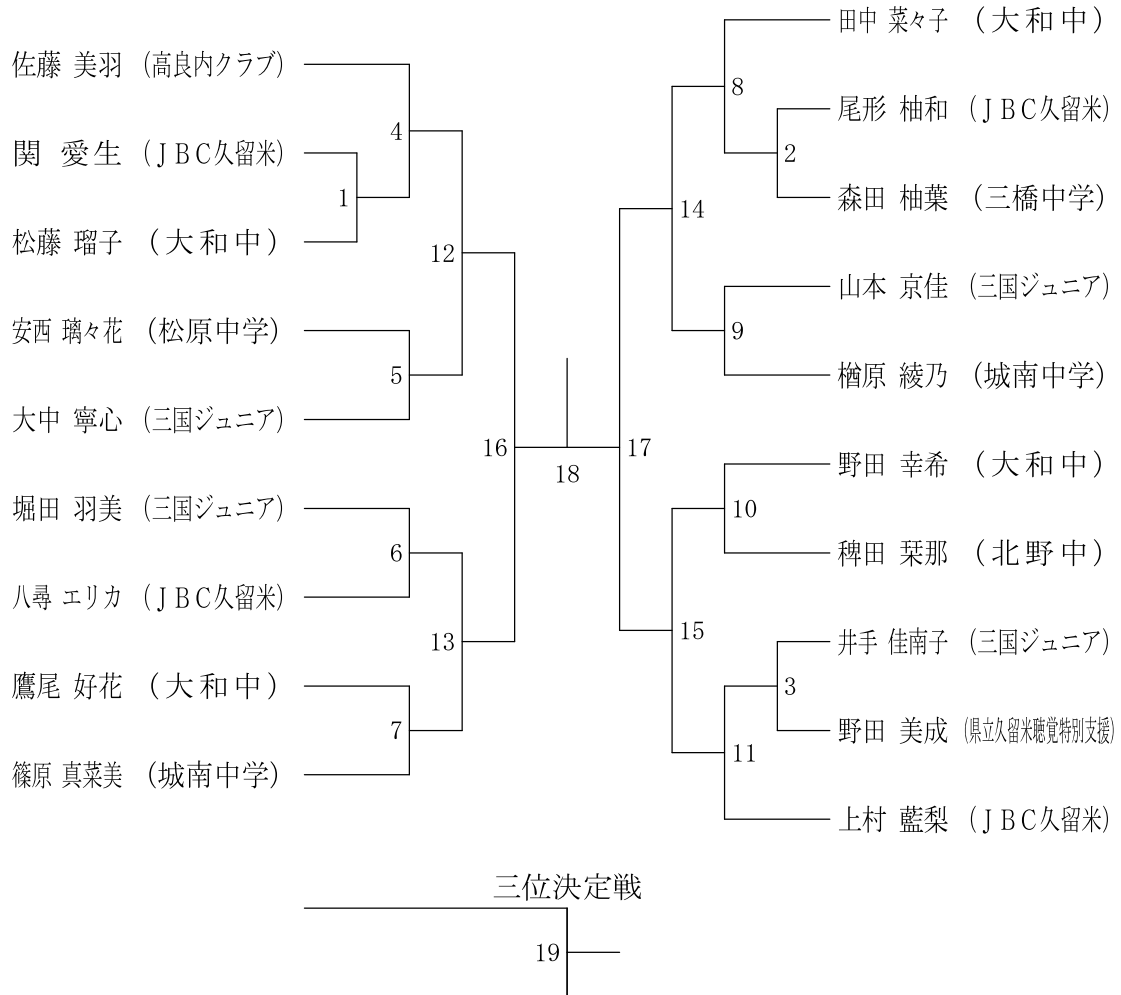 佐藤 美羽 (高良内クラブ)
関 愛生 (ＪＢＣ久留米)
松藤 瑠子 (大和中)
安西 璃々花 (松原中学)
大中 寧心 (三国ジュニア)
堀田 羽美 (三国ジュニア)
八尋 エリカ (ＪＢＣ久留米)
鷹尾 好花 (大和中)
篠原 真菜美 (城南中学)
1
4
5
6
7
12
13
16
18
17
14
15
8
2
9
10
3
11
田中 菜々子 (大和中)
尾形 柚和 (ＪＢＣ久留米)
森田 柚葉 (三橋中学)
山本 京佳 (三国ジュニア)
楢原 綾乃 (城南中学)
野田 幸希 (大和中)
稗田 栞那 (北野中)
井手 佳南子 (三国ジュニア)
野田 美成 (県立久留米聴覚特別支援)
上村 藍梨 (ＪＢＣ久留米)
三位決定戦
19